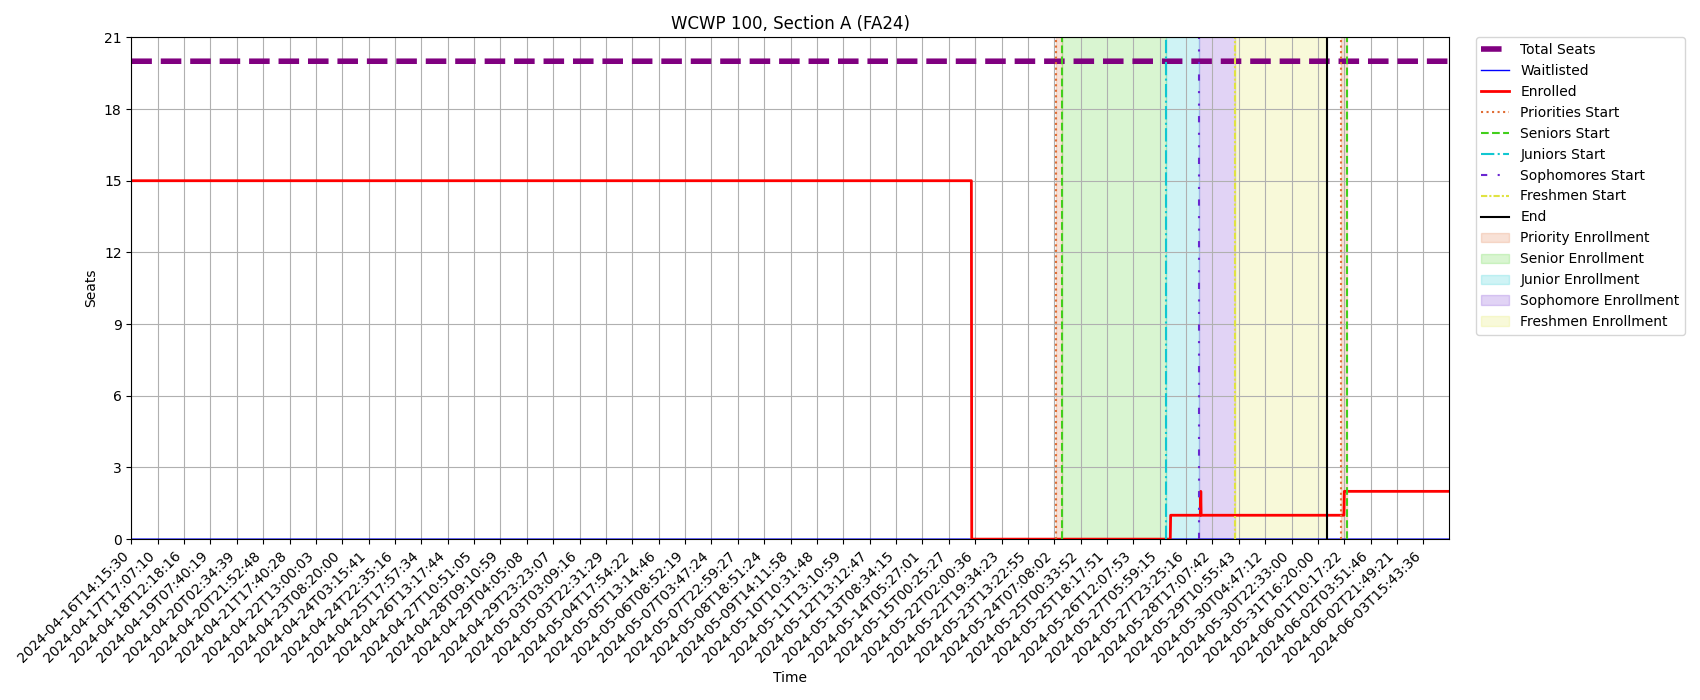 WCWP 100, Section A (FA24)
Seats
21
18
15
12
9
6
3
0
2024-04-16T14:15:30
2024-04-17T17:07:10
2024-04-18T12:18:16
2024-04-19T07:40:19
2024-04-20T02:34:39
2024-04-20T21:52:48
2024-04-21T17:40:28
2024-04-22T13:00:03
2024-04-23T08:20:00
2024-04-24T03:15:41
2024-04-24T22:35:16
2024-04-25T17:57:34
2024-04-26T13:17:44
2024-04-27T10:51:05
2024-04-28T09:10:59
2024-04-29T04:05:08
2024-04-29T23:23:07
2024-05-03T03:09:16
2024-05-03T22:31:29
2024-05-04T17:54:22
2024-05-05T13:14:46
2024-05-06T08:52:19
2024-05-07T03:47:24
2024-05-07T22:59:27
2024-05-08T18:51:24
2024-05-09T14:11:58
2024-05-10T10:31:48
2024-05-11T13:10:59
2024-05-12T13:12:47
2024-05-13T08:34:15
2024-05-14T05:27:01
2024-05-15T00:25:27
2024-05-22T02:00:36
2024-05-22T19:34:23
2024-05-23T13:22:55
2024-05-24T07:08:02
2024-05-25T00:33:52
2024-05-25T18:17:51
2024-05-26T12:07:53
2024-05-27T05:59:15
2024-05-27T23:25:16
2024-05-28T17:07:42
2024-05-29T10:55:43
2024-05-30T04:47:12
2024-05-30T22:33:00
2024-05-31T16:20:00
2024-06-01T10:17:22
2024-06-02T03:51:46
2024-06-02T21:49:21
2024-06-03T15:43:36
Time
Total Seats
Waitlisted
Enrolled
Priorities Start
Seniors Start
Juniors Start
Sophomores Start
Freshmen Start
End
Priority Enrollment
Senior Enrollment
Junior Enrollment
Sophomore Enrollment
Freshmen Enrollment